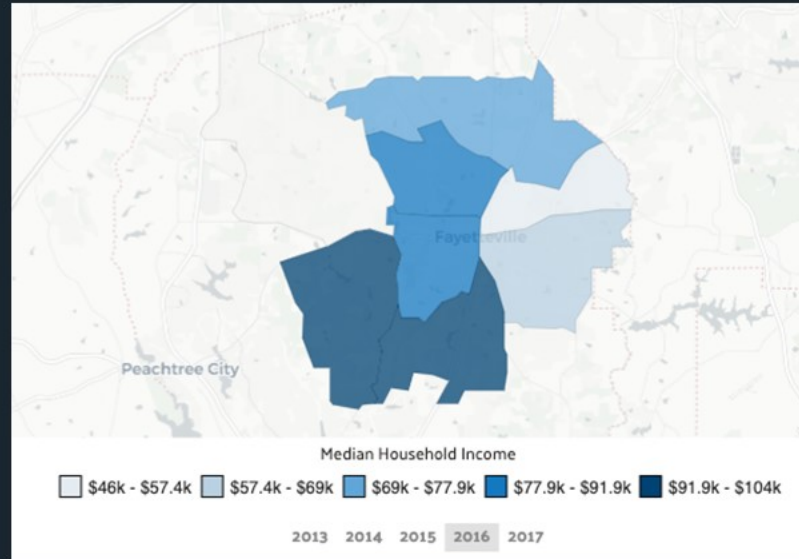 Fayetteville
Peachtree City
Median Household Income
$46k - $57.4k $57.4k - $69k $69k - $77.9k $77.9k - $91.9k $91.9k - $104k
2013 2014 2015 2016 2017